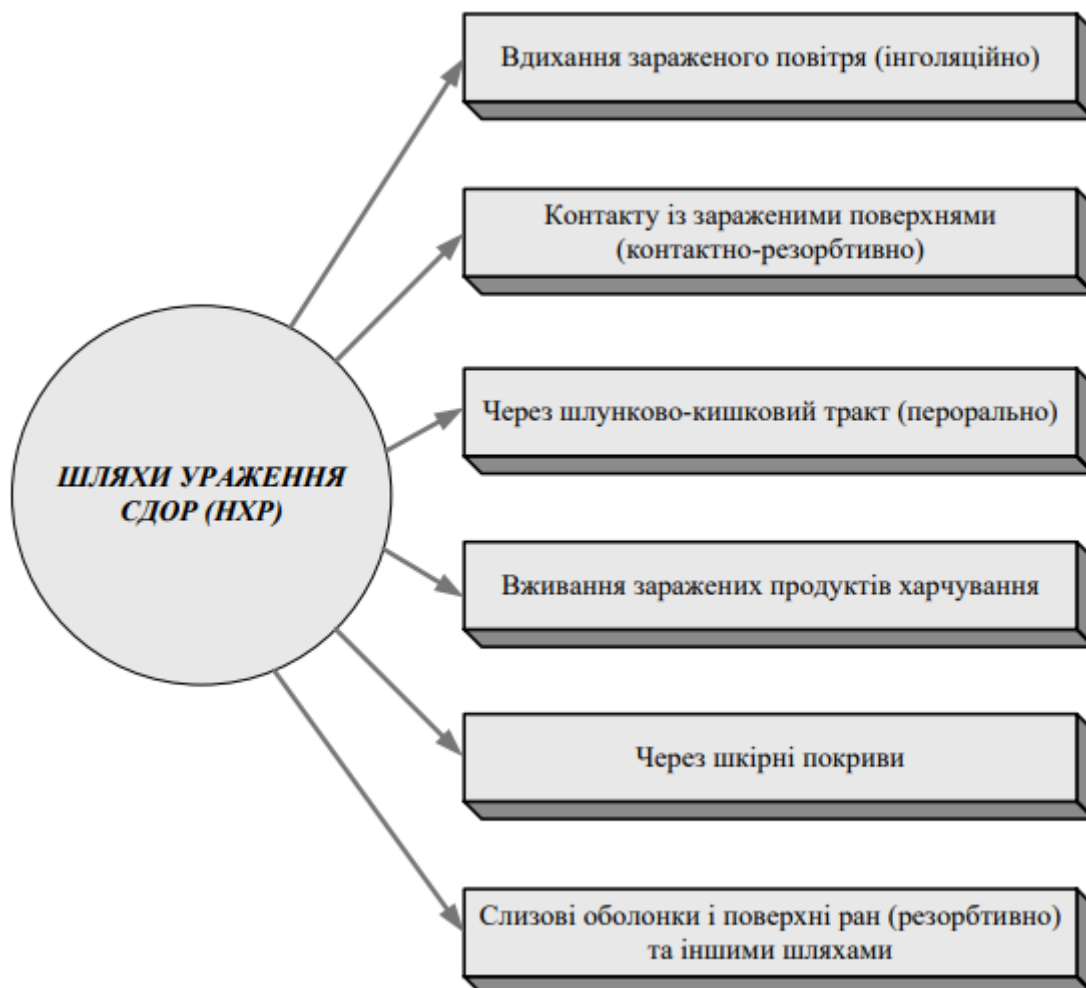 Вдихання зараженого повітря (інголяційно)
Контакту із зараженими поверхнями
(контактно-резорбтивно)
Через шлунково-кишковий тракт (перорально)
ШЛЯХИ УРАЖЕННЯ
СДОР (НХР)
Вживання заражених продуктів харчування
Через шкірні покриви
Слизові оболонки і поверхні ран (резорбтивно)
та іншими шляхами